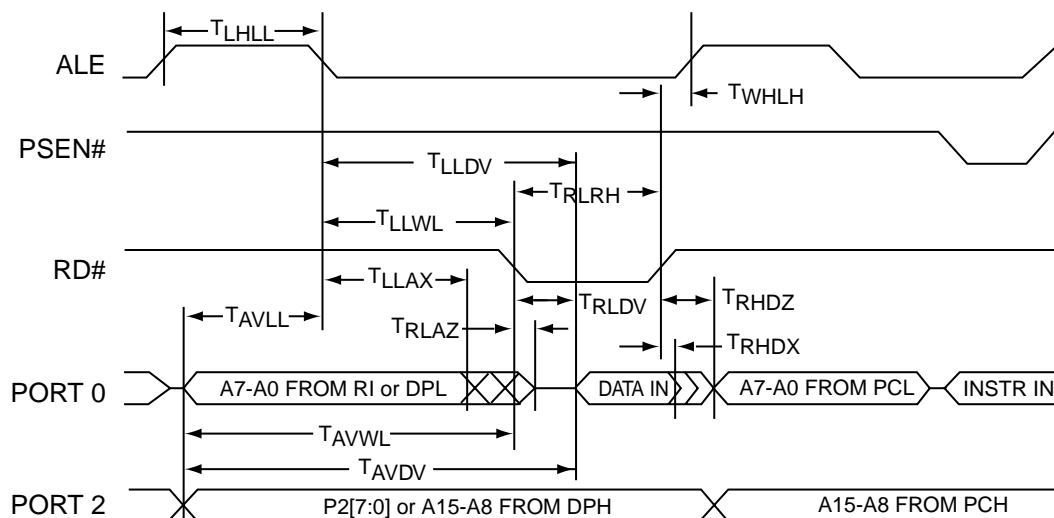 TLHLL
ALE
TWHLH
PSEN#
TLLDV
TRLRH
TLLWL
RD#
TLLAX
TAVLL
TRLDV
TRHDZ
TRLAZ
TRHDX
PORT 0
A7-A0 FROM RI or DPL
DATA IN
A7-A0 FROM PCL
INSTR IN
TAVWL
TAVDV
PORT 2
P2[7:0] or A15-A8 FROM DPH
A15-A8 FROM PCH